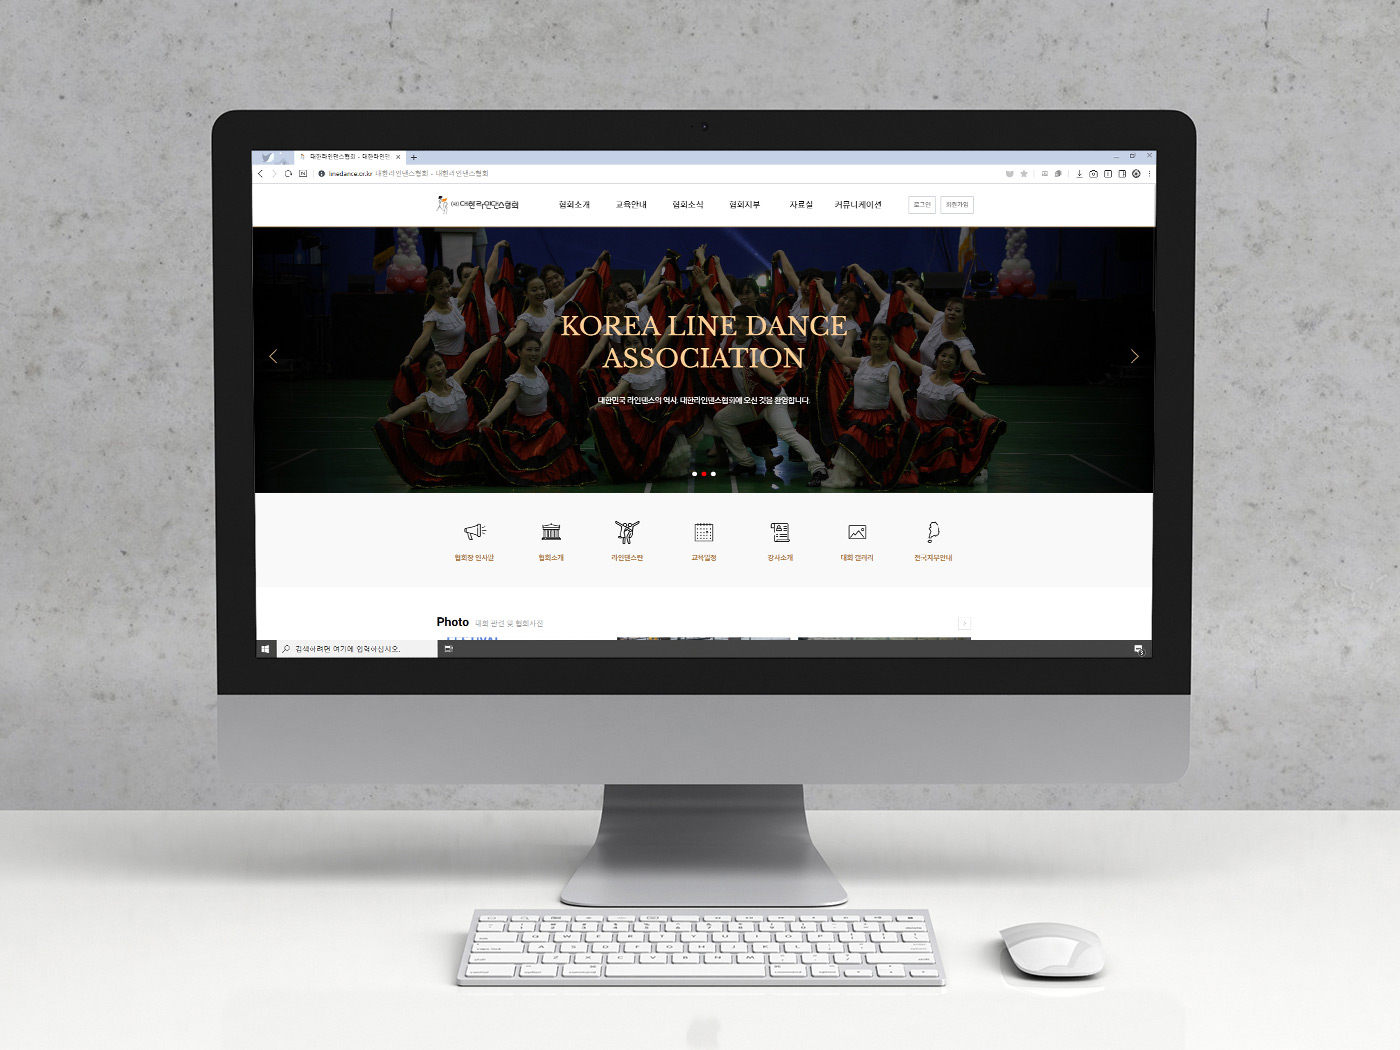 대한라인댄스협회 - 대한라인댄
linedance.or.kr 대한라인댄스협회 - 대한라인댄스협회
(사)대한라인댄스협회 협회소개 교육안내 협회소식 협회지부 자료실 커뮤니케이션 로그인 회원가입
KOREA LINE DANCE
ASSOCIATION
대한민국 라인댄스의 역사. 대한라인댄스협회에 오신 것을 환영합니다.
협회장 인사말 협회소개 라인댄스란 교육일정 강사소개 대회 갤러리 전국지부안내
Photo 대회 관련 및 협회사진
검색하려면 여기에 입력하십시오.